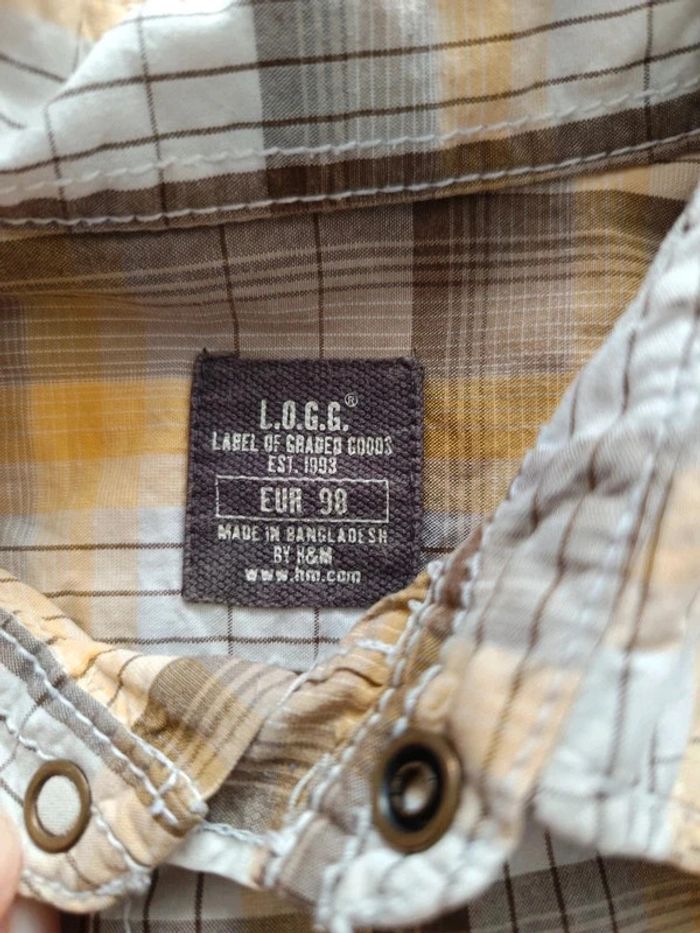 L.O.G.G.®
LABEL OF GRADED GOODS
EST. 1993
EUR 98
MADE IN BANGLADESH
BY H&M
www.hm.com